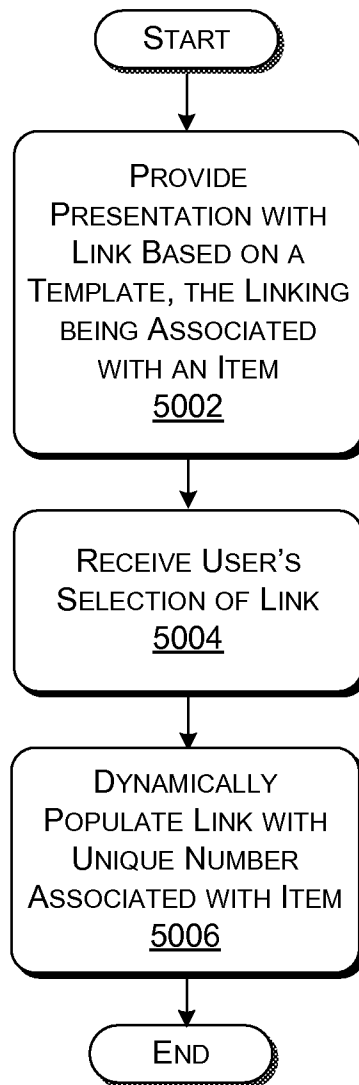 START
PROVIDE
PRESENTATION WITH
LINK BASED ON A
TEMPLATE, THE LINKING
BEING ASSOCIATED
WITH AN ITEM
5002
RECEIVE USER'S
SELECTION OF LINK
5004
DYNAMICALLY
POPULATE LINK WITH
UNIQUE NUMBER
ASSOCIATED WITH ITEM
5006
END